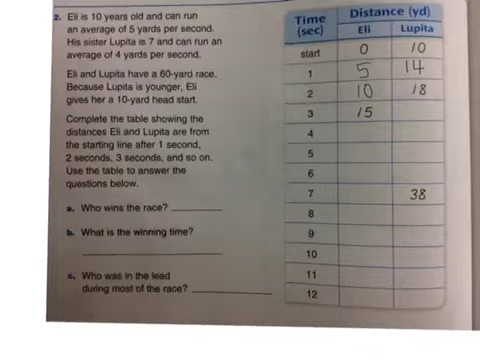 2. Eli is 10 years old and can run
an average of 5 yards per second.
His sister Lupita is 7 and can run an
average of 4 yards per second.
Eli and Lupita have a 60-yard race.
Because Lupita is younger, Eli
gives her a 10-yard head start.
Complete the table showing the
distances Eli and Lupita are from
the starting line after 1 second,
2 seconds, 3 seconds, and so on.
Use the table to answer the
questions below.
a. Who wins the race?
b. What is the winning time?
c. Who was in the lead
during most of the race?
Time (sec) Distance (yd)
Eli Lupita
start 0 10
1 5 14
2 10 18
3 15
4
5
6
7 38
8
9
10
11
12